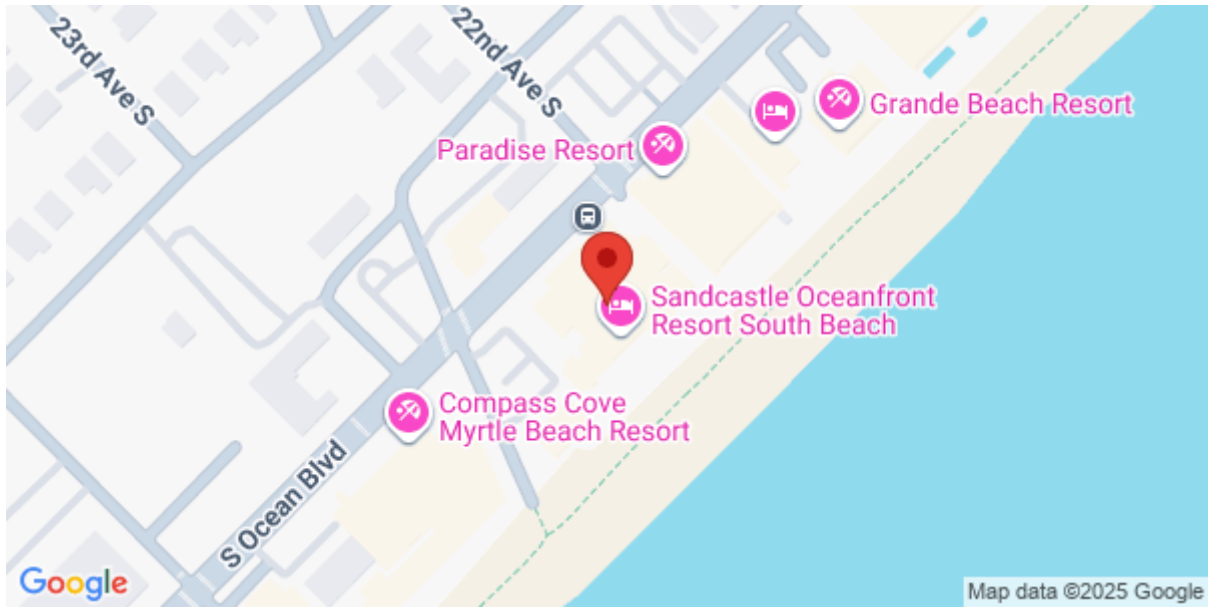 23rd Ave S
22nd Ave S
Grande Beach Resort
Paradise Resort
Sandcastle Oceanfront
Resort South Beach
Compass Cove
Myrtle Beach Resort
S Ocean Blvd
Google
Map data ©2025 Google